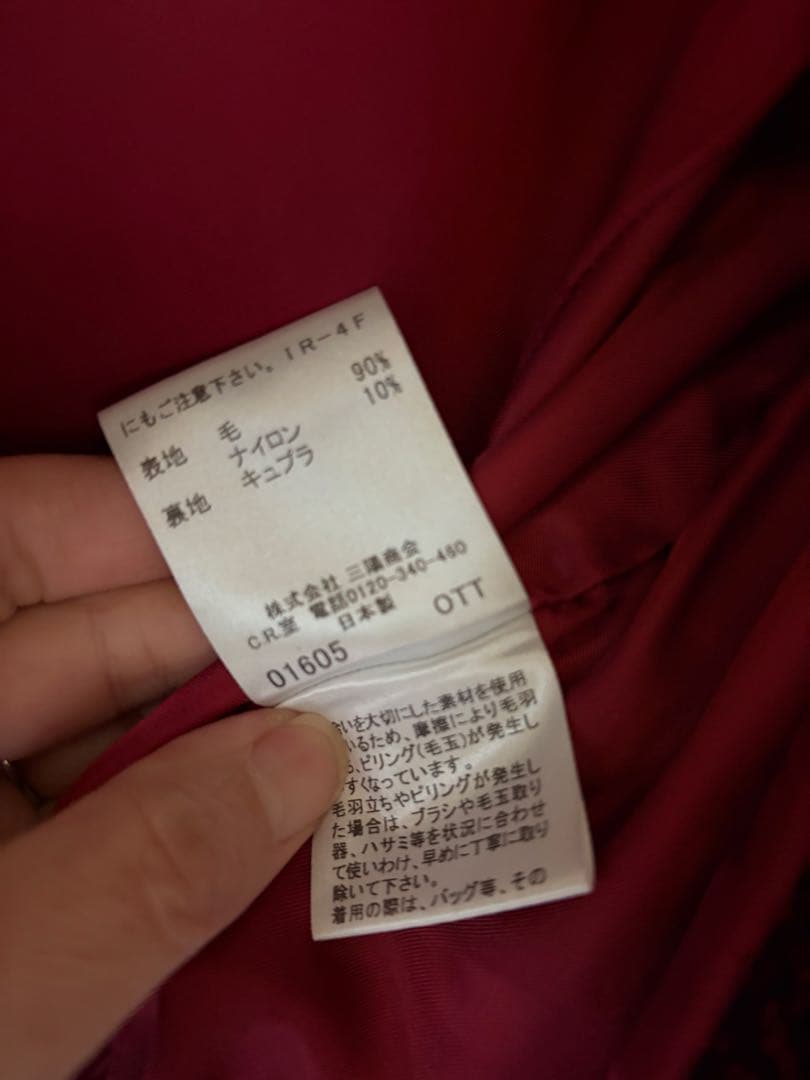 にもご注意下さい。IR-4F
表地 毛 90%
ナイロン 10%
裏地 キュプラ
株式会社 三陽商会
C.R.室 電話0120-340-460
日本製 OTT
01605
いを大切にした素材を使用
いるため、摩擦により毛羽
、ピリング(毛玉)が発生し
すくなっています。
毛羽立ちやピリングが発生し
た場合は、ブラシや毛玉取り
器、ハサミ等を状況に合わせ
て使いわけ、早めに丁寧に取り
除いて下さい。
着用の際は、バッグ等、その